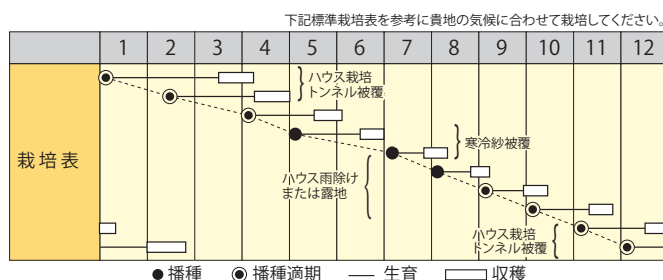 下記標準栽培表を参考に貴地の気候に合わせて栽培してください。
1 2 3 4 5 6 7 8 9 10 11 12
栽培表
ハウス栽培
トンネル被覆
寒冷紗被覆
ハウス雨除け
または露地
ハウス栽培
トンネル被覆
播種 播種適期 生育 収穫